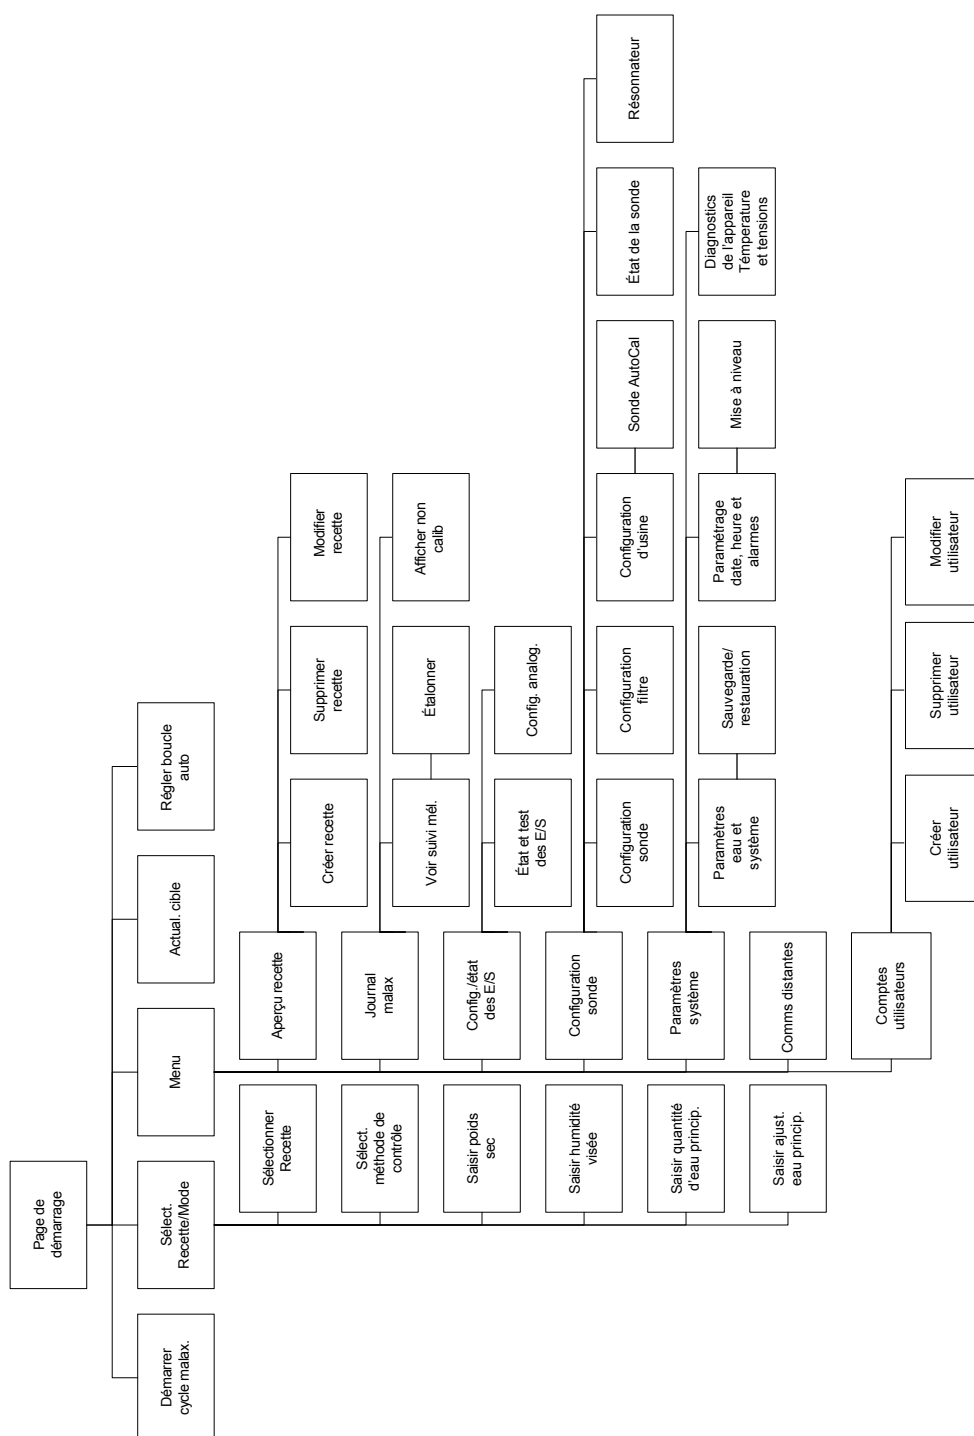 Page de
démarrage
Démarrer
cycle malax.
Sélect.
Recette/Mode
Menu
Actual. cible
Régler boucle
auto
Sélectionner
Recette
Sélect.
méthode de
contrôle
Saisir poids
sec
Saisir humidité
visée
Saisir quantité
d'eau princip.
Saisir ajust.
eau princip.
Aperçu recette
Créer recette
Supprimer
recette
Modifier
recette
Journal
malax
Voir suivi mél.
Étalonner
Afficher non
calib
Config./état
des E/S
État et test
des E/S
Config. analog.
Configuration
sonde
Configuration
sonde
Configuration
filtre
Configuration
d'usine
Sonde AutoCal
État de la sonde
Résonnateur
Paramètres
système
Paramètres
eau et
système
Sauvegarde/
restauration
Paramétrage
date, heure et
alarmes
Mise à niveau
Diagnostics
de l'appareil
Témperature
et tensions
Comms distantes
Comptes
utilisateurs
Créer
utilisateur
Supprimer
utilisateur
Modifier
utilisateur